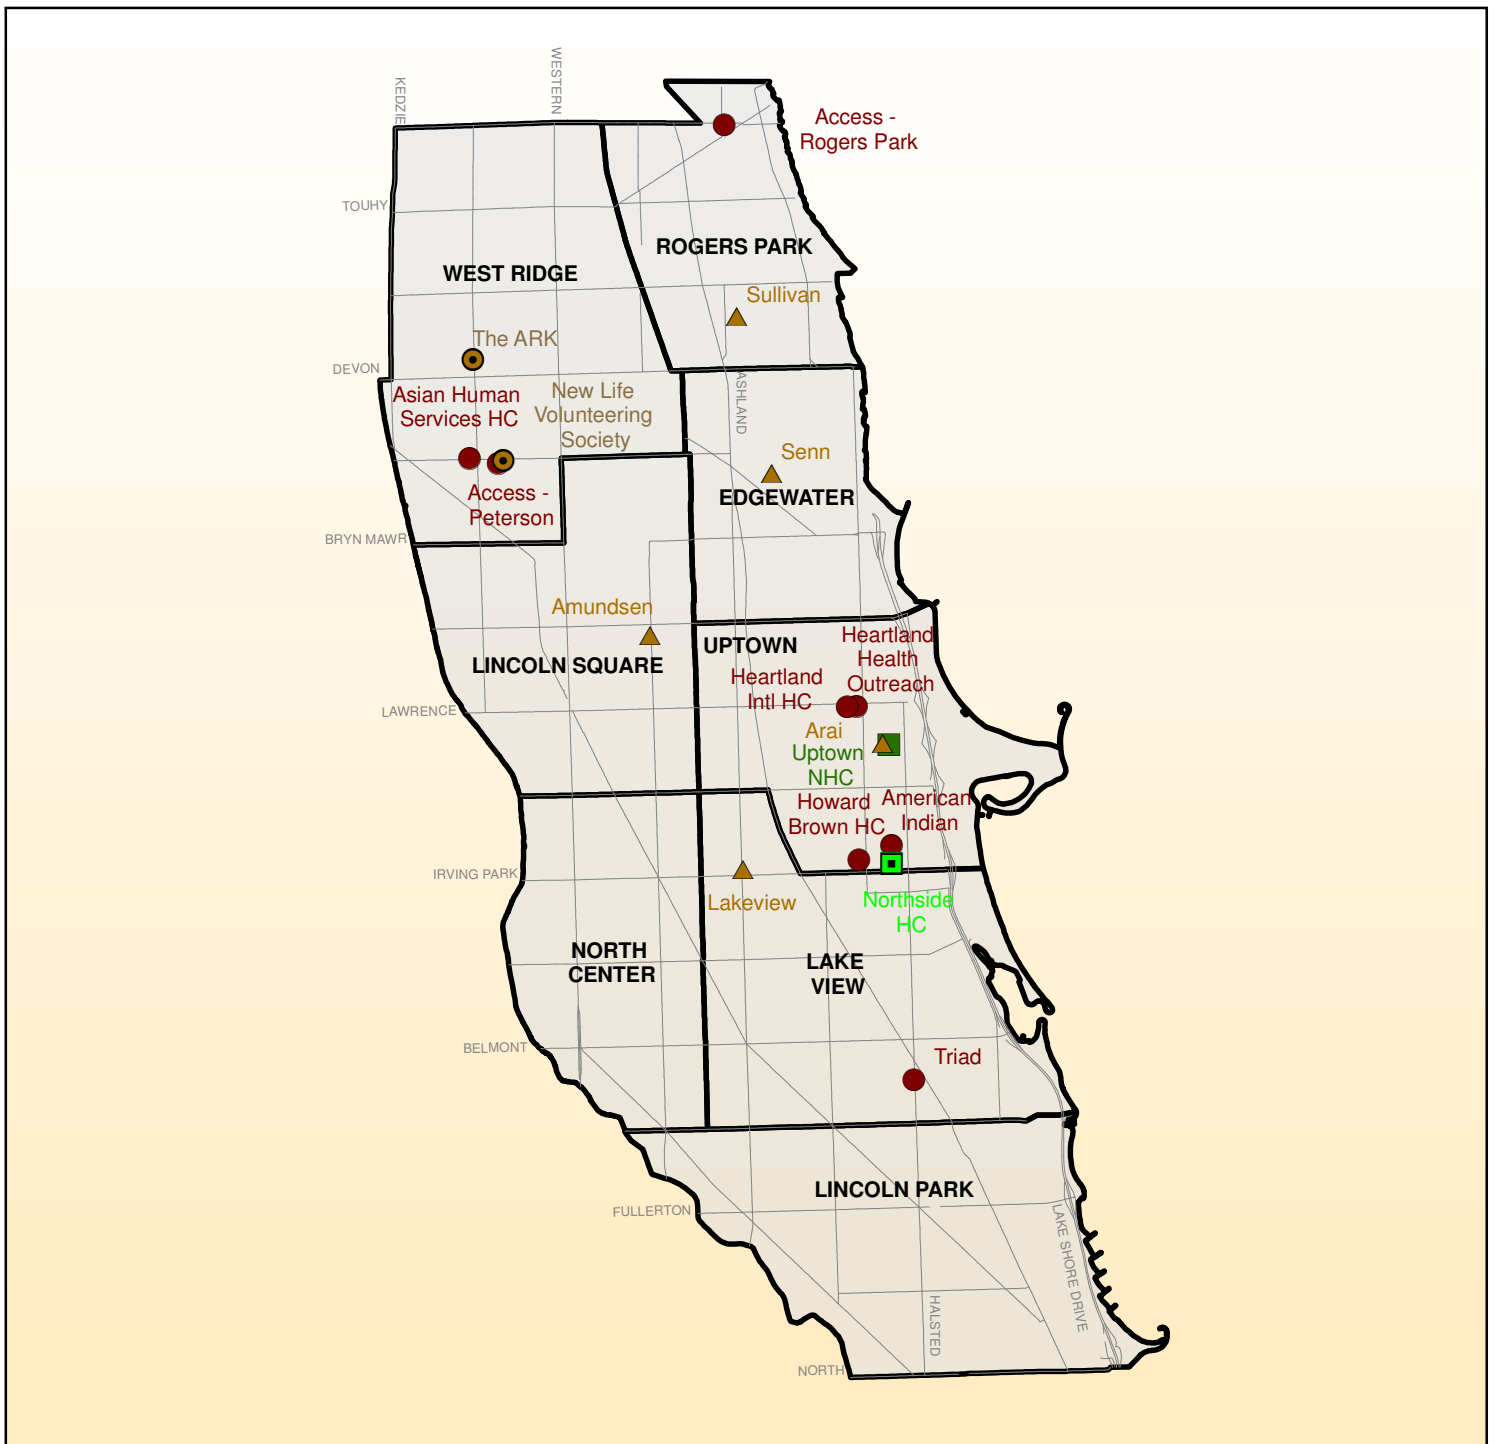 WESTERN
KEDZIE
Access -
Rogers Park
TOUHY
ROGERS PARK
WEST RIDGE
Sullivan
The ARK
DEVON
ASHLAND
Asian Human
Services HC
New Life
Volunteering
Society
Senn
EDGEWATER
Access -
Peterson
BRYN MAWR
Amundsen
LINCOLN SQUARE
UPTOWN
Heartland
Health
Outreach
Heartland
Intl HC
LAWRENCE
Arai
Uptown
NHC
Howard
Brown HC
American
Indian
IRVING PARK
Lakeview
Northside
HC
NORTH
CENTER
LAKE
VIEW
BELMONT
Triad
LINCOLN PARK
FULLERTON
LAKE SHORE DRIVE
HALSTED
NORTH